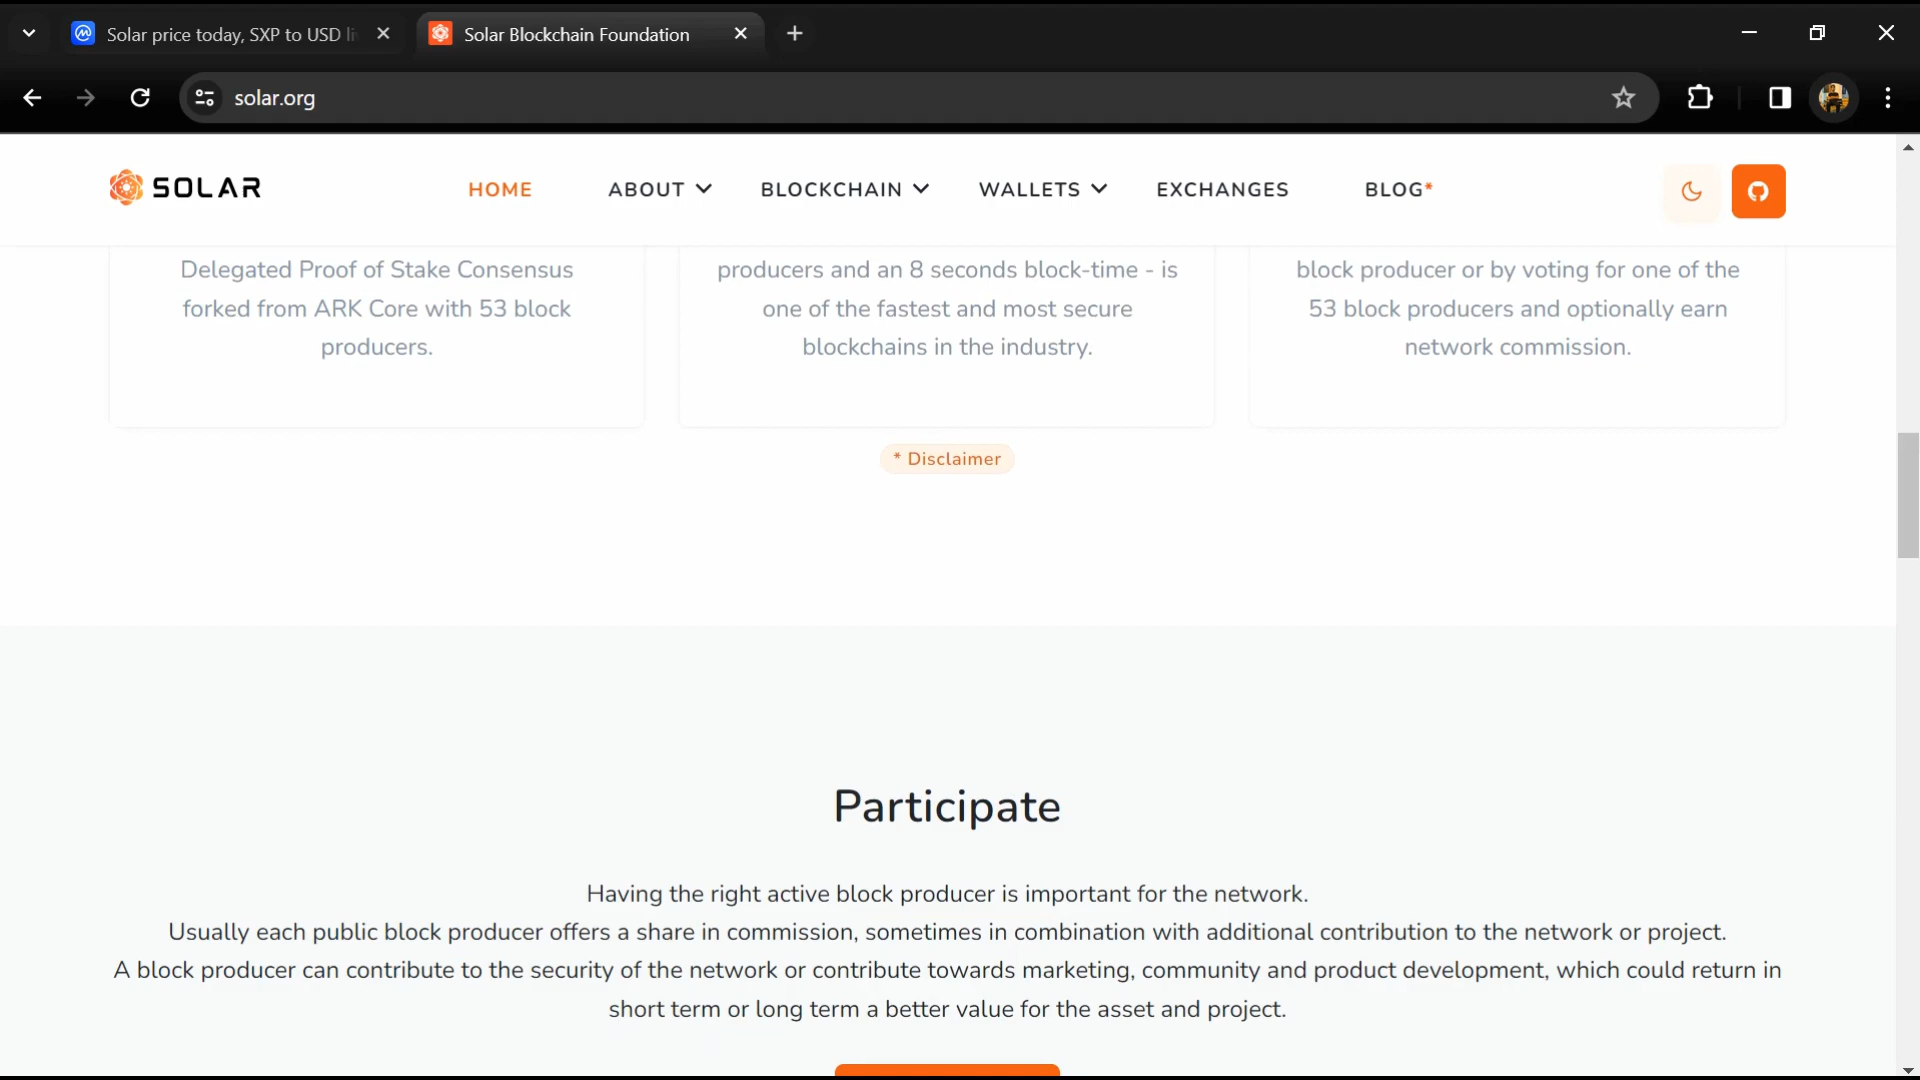 Solar price today, SXP to USD li
Solar Blockchain Foundation
solar.org
SOLAR
HOME
ABOUT
BLOCKCHAIN
WALLETS
EXCHANGES
BLOG*
Delegated Proof of Stake Consensus
forked from ARK Core with 53 block
producers.
producers and an 8 seconds block-time - is
one of the fastest and most secure
blockchains in the industry.
block producer or by voting for one of the
53 block producers and optionally earn
network commission.
* Disclaimer
Participate
Having the right active block producer is important for the network.
Usually each public block producer offers a share in commission, sometimes in combination with additional contribution to the network or project.
A block producer can contribute to the security of the network or contribute towards marketing, community and product development, which could return in
short term or long term a better value for the asset and project.